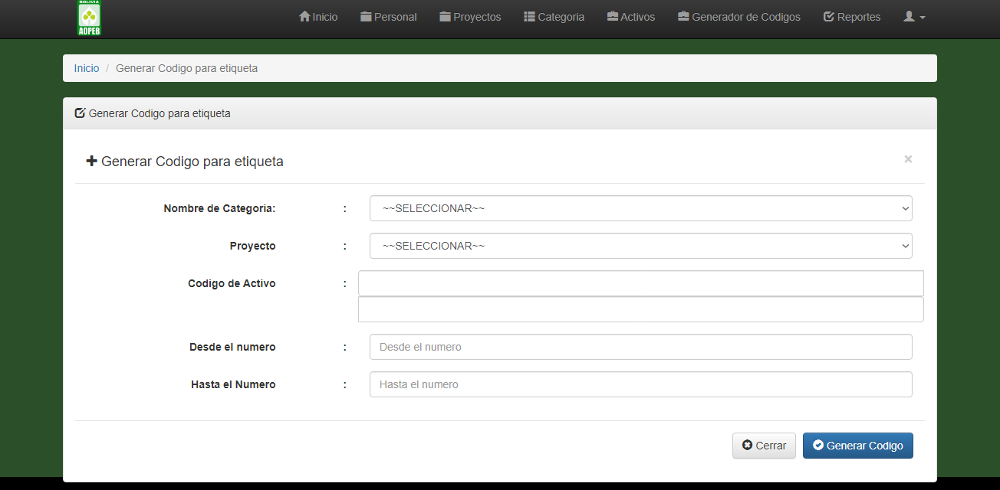 BOLIVIA
AOPEB
Inicio Personal Proyectos Categoria Activos Generador de Codigos Reportes
Inicio / Generar Codigo para etiqueta
Generar Codigo para etiqueta
Generar Codigo para etiqueta ×
Nombre de Categoria: : ~~SELECCIONAR~~
Proyecto : ~~SELECCIONAR~~
Codigo de Activo :
Desde el numero : Desde el numero
Hasta el Numero : Hasta el numero
Cerrar Generar Codigo